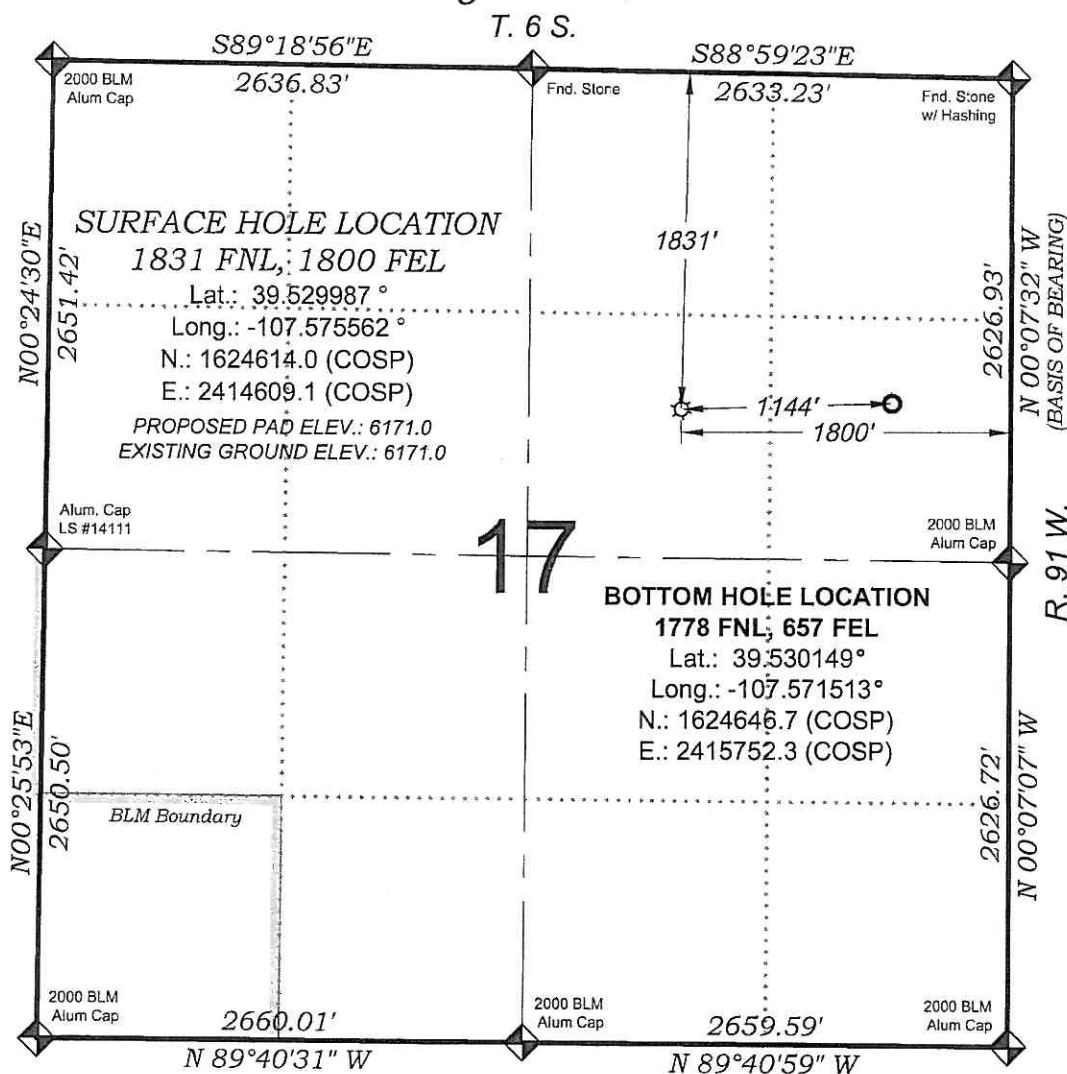 T. 6 S.
S89°18'56"E
S88°59'23"E
2000 BLM
Alum Cap
2636.83'
Fnd. Stone
2633.23'
Fnd. Stone
w/ Hashing
N00°24'30"E
2651.42'
SURFACE HOLE LOCATION
1831 FNL, 1800 FEL
Lat.: 39.529987 °
Long.: -107.575562 °
N.: 1624614.0 (COSP)
E.: 2414609.1 (COSP)
PROPOSED PAD ELEV.: 6171.0
EXISTING GROUND ELEV.: 6171.0
1831'
1144'
1800'
2626.93'
N 00°07'32" W
(BASIS OF BEARING)
Alum. Cap
LS #14111
17
2000 BLM
Alum Cap
R. 91 W.
BOTTOM HOLE LOCATION
1778 FNL, 657 FEL
Lat.: 39.530149°
Long.: -107.571513°
N.: 1624646.7 (COSP)
E.: 2415752.3 (COSP)
N00°25'53"E
2650.50'
BLM Boundary
2626.72'
N 00°07'07" W
2000 BLM
Alum Cap
2660.01'
N 89°40'31" W
2000 BLM
Alum Cap
2659.59'
N 89°40'59" W
2000 BLM
Alum Cap